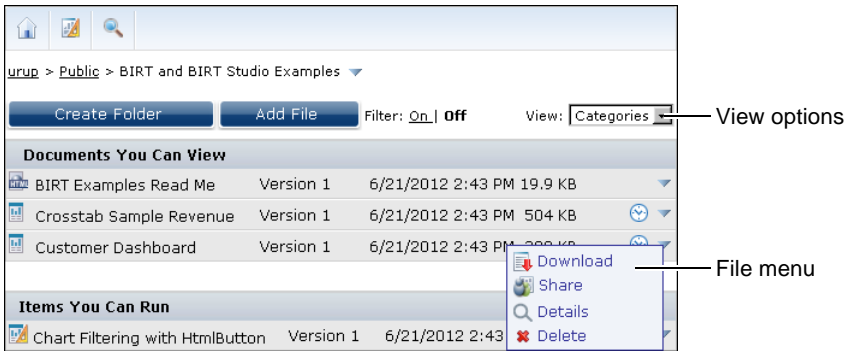 urup > Public > BIRT and BIRT Studio Examples
Create Folder Add File Filter: On | Off View: Categories
View options
Documents You Can View
BIRT Examples Read Me Version 1 6/21/2012 2:43 PM 19.9 KB
Crosstab Sample Revenue Version 1 6/21/2012 2:43 PM 504 KB
Customer Dashboard Version 1 6/21/2012 2:43 PM
Download
File menu
Share
Items You Can Run
Details
Chart Filtering with HtmlButton Version 1 6/21/2012 2:43
Delete